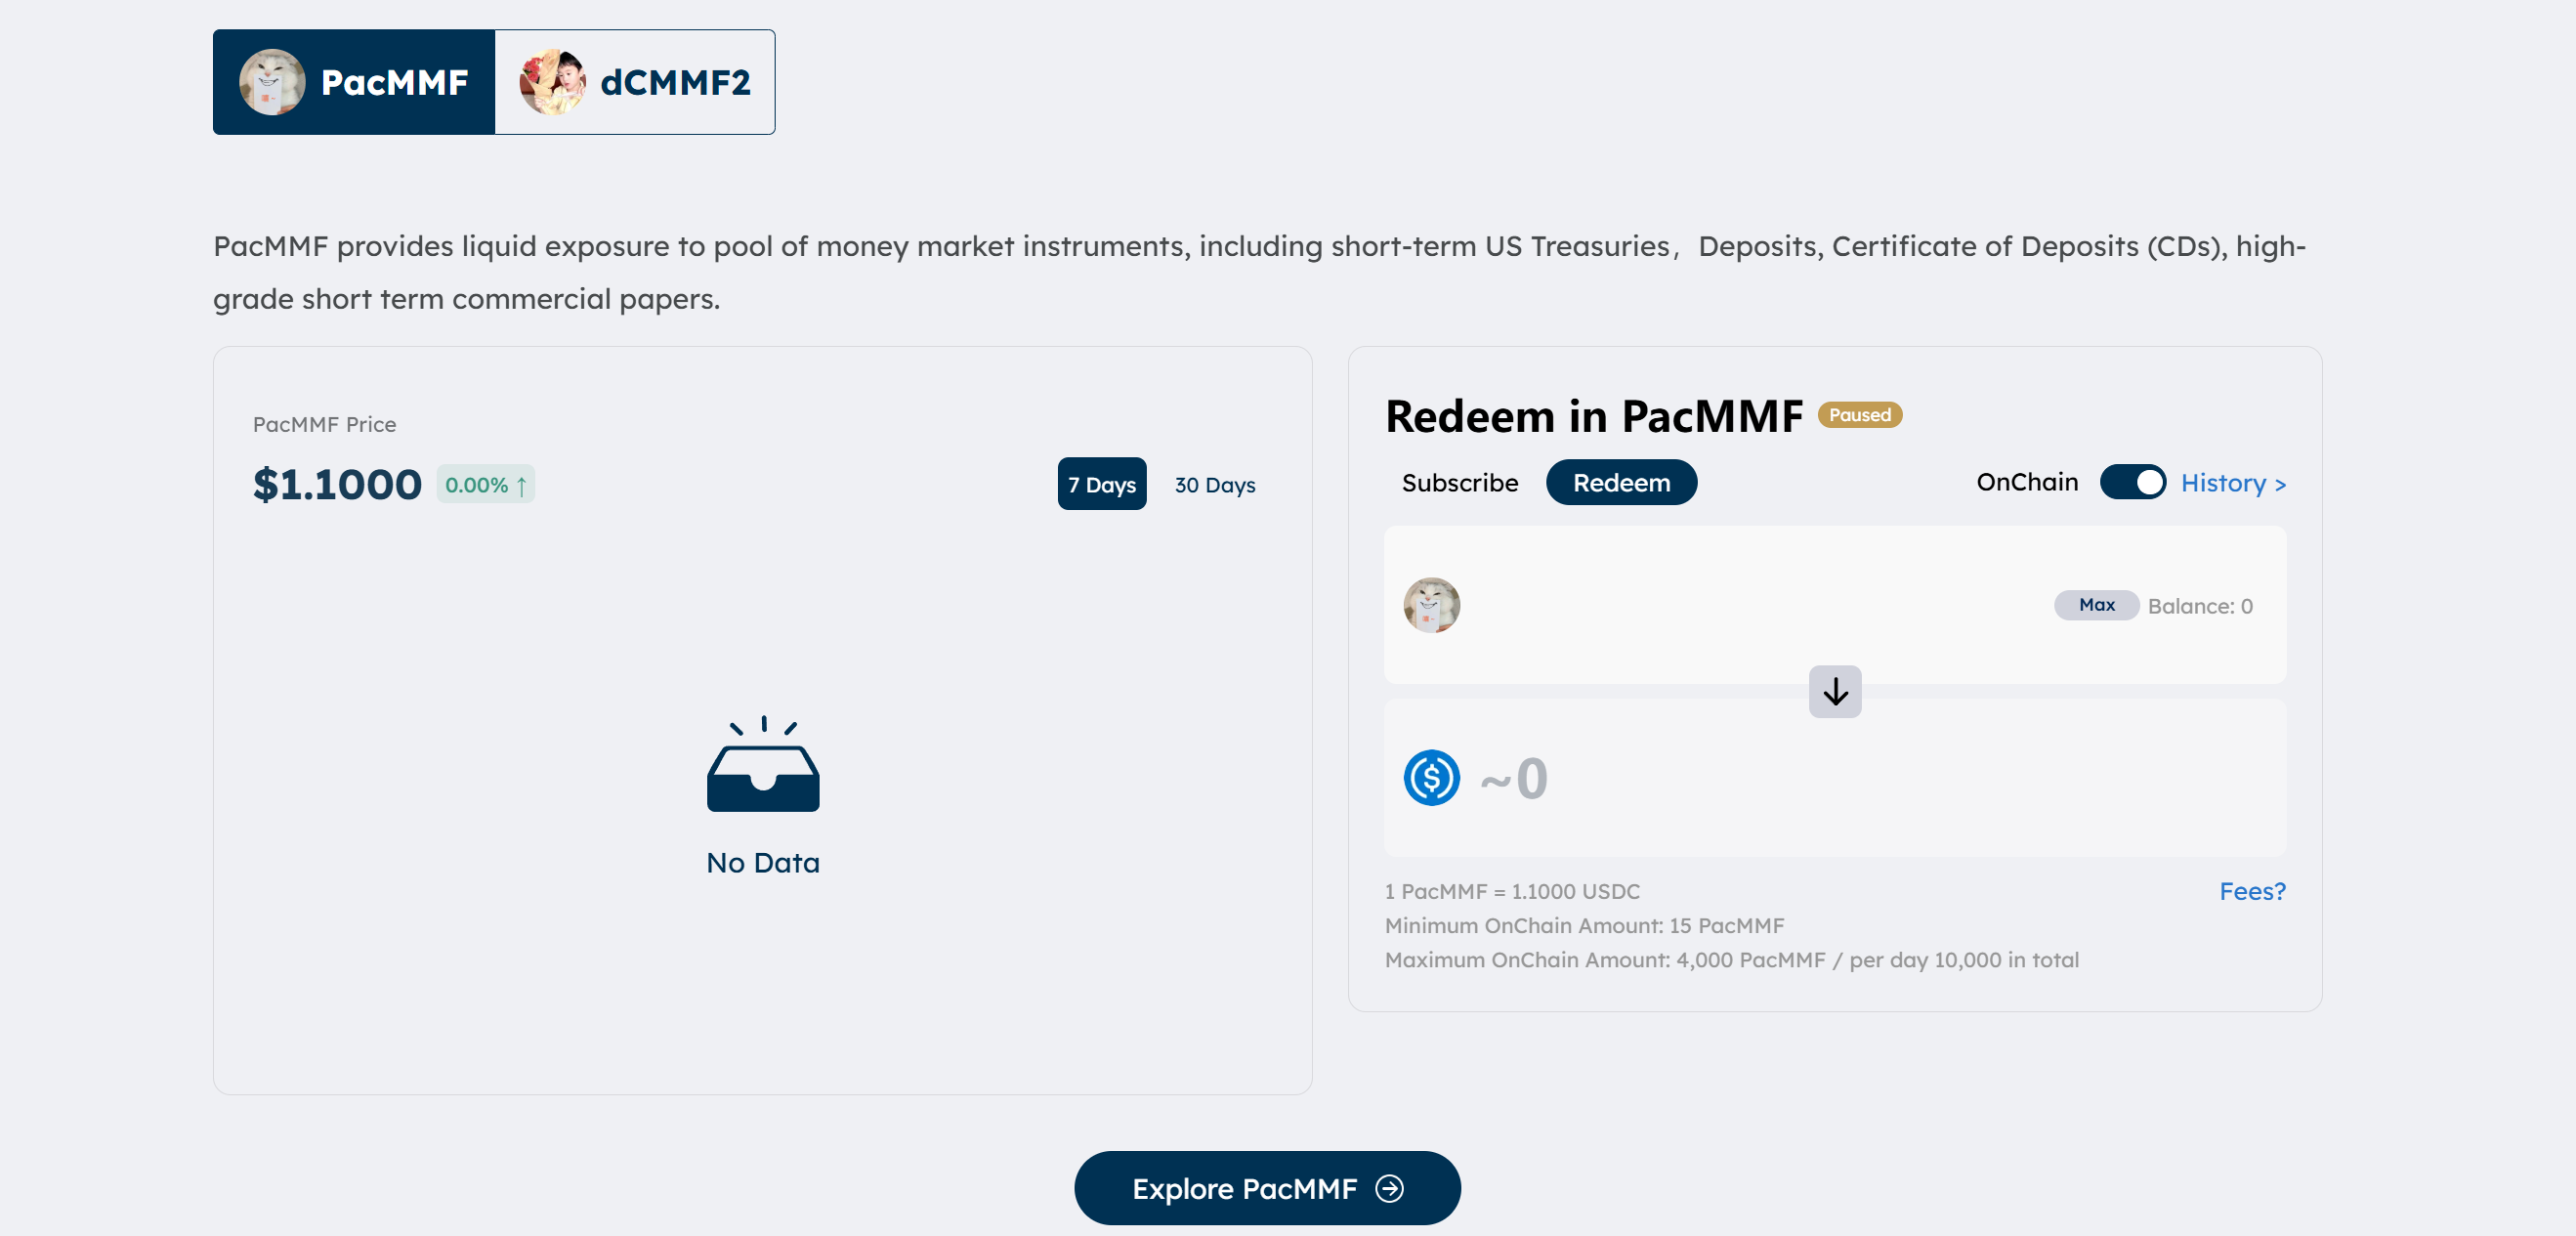 PacMMF
dCMMF2
PacMMF provides liquid exposure to pool of money market instruments, including short-term US Treasuries，Deposits, Certificate of Deposits (CDs), high-
grade short term commercial papers.
PacMMF Price
$1.1000 0.00% ↑
7 Days 30 Days
No Data
Redeem in PacMMF Paused
Subscribe Redeem OnChain History >
Max Balance: 0
~0
1 PacMMF = 1.1000 USDC Fees?
Minimum OnChain Amount: 15 PacMMF
Maximum OnChain Amount: 4,000 PacMMF / per day 10,000 in total
Explore PacMMF